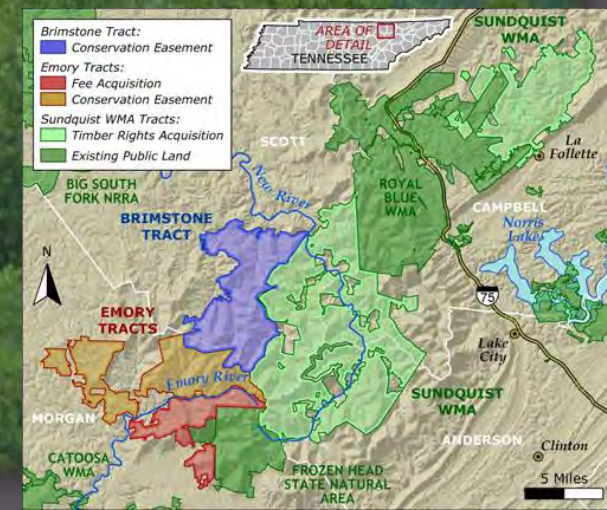 Brimstone Tract:
Conservation Easement
Emory Tracts:
Fee Acquisition
Conservation Easement
Sundquist WMA Tracts:
Timber Rights Acquisition
Existing Public Land
AREA OF
DETAIL
TENNESSEE
SUNDQUIST
WMA
SCOTT
La
Follette
BIG SOUTH
FORK NRRA
New River
ROYAL
BLUE
WMA
CAMPBELL
Norris
Lake
BRIMSTONE
TRACT
N
75
EMORY
TRACTS
Lake
City
Emory River
SUNDQUIST
WMA
MORGAN
ANDERSON
CATOOSA
WMA
Clinton
FROZEN HEAD
STATE NATURAL
AREA
5 Miles